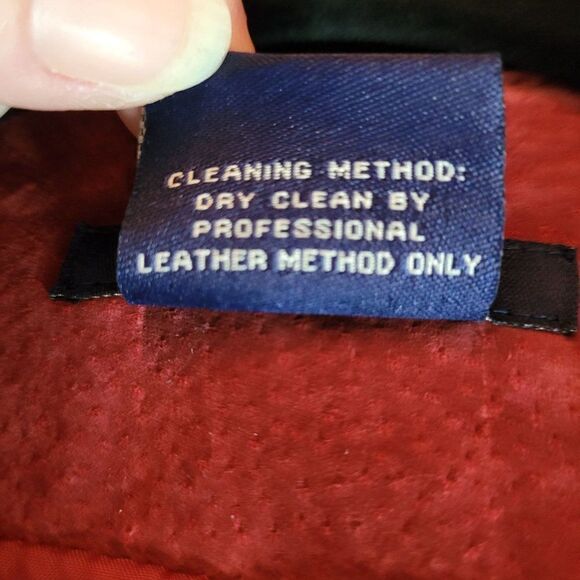 CLEANING METHOD:
DRY CLEAN BY
PROFESSIONAL
LEATHER METHOD ONLY